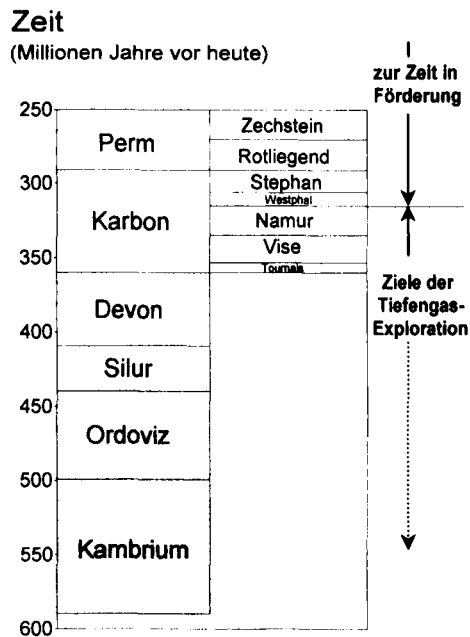 Zeit
(Millionen Jahre vor heute)
zur Zeit in
Förderung
250
300
350
400
450
500
550
600
Perm
Karbon
Devon
Silur
Ordoviz
Kambrium
Zechstein
Rotliegend
Stephan
Westphal
Namur
Vise
Tournais
Ziele der
Tiefengas-
Exploration